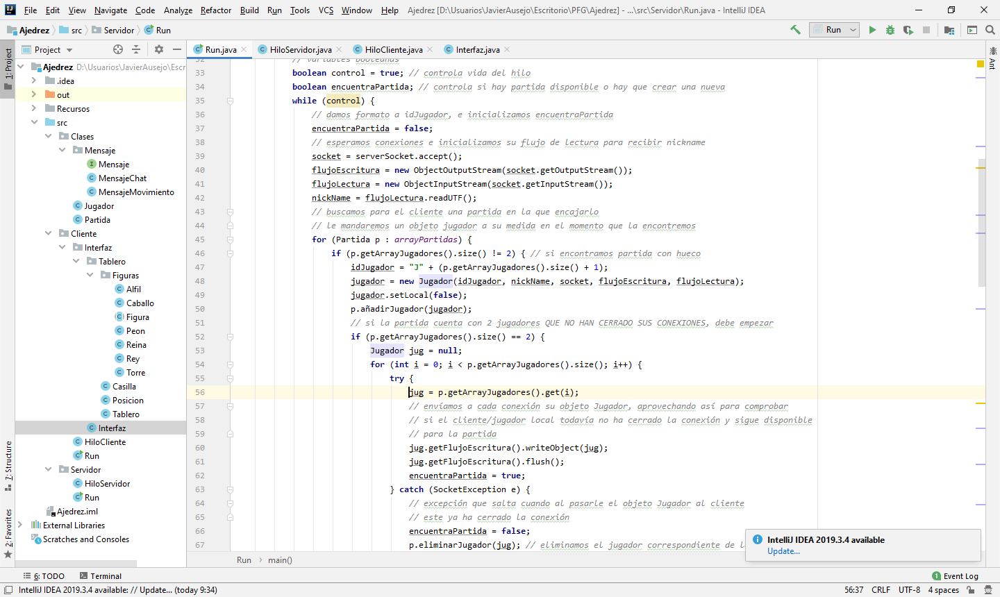 File Edit View Navigate Code Analyze Refactor Build Run Tools VCS Window Help Ajedrez [D:\Usuarios\JavierAusejo\Escritorio\PFG\Ajedrez] - ...\src\Servidor\Run.java - IntelliJ IDEA
Ajedrez src Servidor Run Run
Project Run.java HiloServidor.java HiloCliente.java Interfaz.java
1: Project
7: Structure
2: Favorites
Ant
Ajedrez D:\Usuarios\JavierAusejo\Escr
.idea
out
Recursos
src
Clases
Mensaje
Mensaje
MensajeChat
MensajeMovimiento
Jugador
Partida
Cliente
Interfaz
Tablero
Figuras
Alfil
Caballo
Figura
Peon
Reina
Rey
Torre
Casilla
Posicion
Tablero
Interfaz
HiloCliente
Run
Servidor
HiloServidor
Run
Ajedrez.iml
External Libraries
Scratches and Consoles
32 // variables booleanas
33 boolean control = true; // controla vida del hilo
34 boolean encuentraPartida; // controla si hay partida disponible o hay que crear una nueva
35 while (control) {
36 // damos formato a idJugador, e inicializamos encuentraPartida
37 encuentraPartida = false;
38 // esperamos conexiones e inicializamos su flujo de lectura para recibir nickname
39 socket = serverSocket.accept();
40 flujoEscritura = new ObjectOutputStream(socket.getOutputStream());
41 flujoLectura = new ObjectInputStream(socket.getInputStream());
42 nickName = flujoLectura.readUTF();
43 // buscamos para el cliente una partida en la que encajarlo
44 // le mandaremos un objeto jugador a su medida en el momento que la encontremos
45 for (Partida p : arrayPartidas) {
46 if (p.getArrayJugadores().size() != 2) { // si encontramos partida con hueco
47 idJugador = "J" + (p.getArrayJugadores().size() + 1);
48 jugador = new Jugador(idJugador, nickName, socket, flujoEscritura, flujoLectura);
49 jugador.setLocal(false);
50 p.añadirJugador(jugador);
51 // si la partida cuenta con 2 jugadores QUE NO HAN CERRADO SUS CONEXIONES, debe empezar
52 if (p.getArrayJugadores().size() == 2) {
53 Jugador jug = null;
54 for (int i = 0; i < p.getArrayJugadores().size(); i++) {
55 try {
56 jug = p.getArrayJugadores().get(i);
57 // envíamos a cada conexión su objeto Jugador, aprovechando así para comprobar
58 // si el cliente/jugador local todavía no ha cerrado la conexión y sigue disponible
59 // para la partida
60 jug.getFlujoEscritura().writeObject(jug);
61 jug.getFlujoEscritura().flush();
62 encuentraPartida = true;
63 } catch (SocketException e) {
64 // excepción que salta cuando al pasarle el objeto Jugador al cliente
65 // este ya ha cerrado la conexión
66 encuentraPartida = false;
67 p.eliminarJugador(jug); // eliminamos el jugador correspondiente de l
IntelliJ IDEA 2019.3.4 available
Update...
Run main()
6: TODO Terminal Event Log
IntelliJ IDEA 2019.3.4 available: // Update... (today 9:34) 56:37 CRLF UTF-8 4 spaces